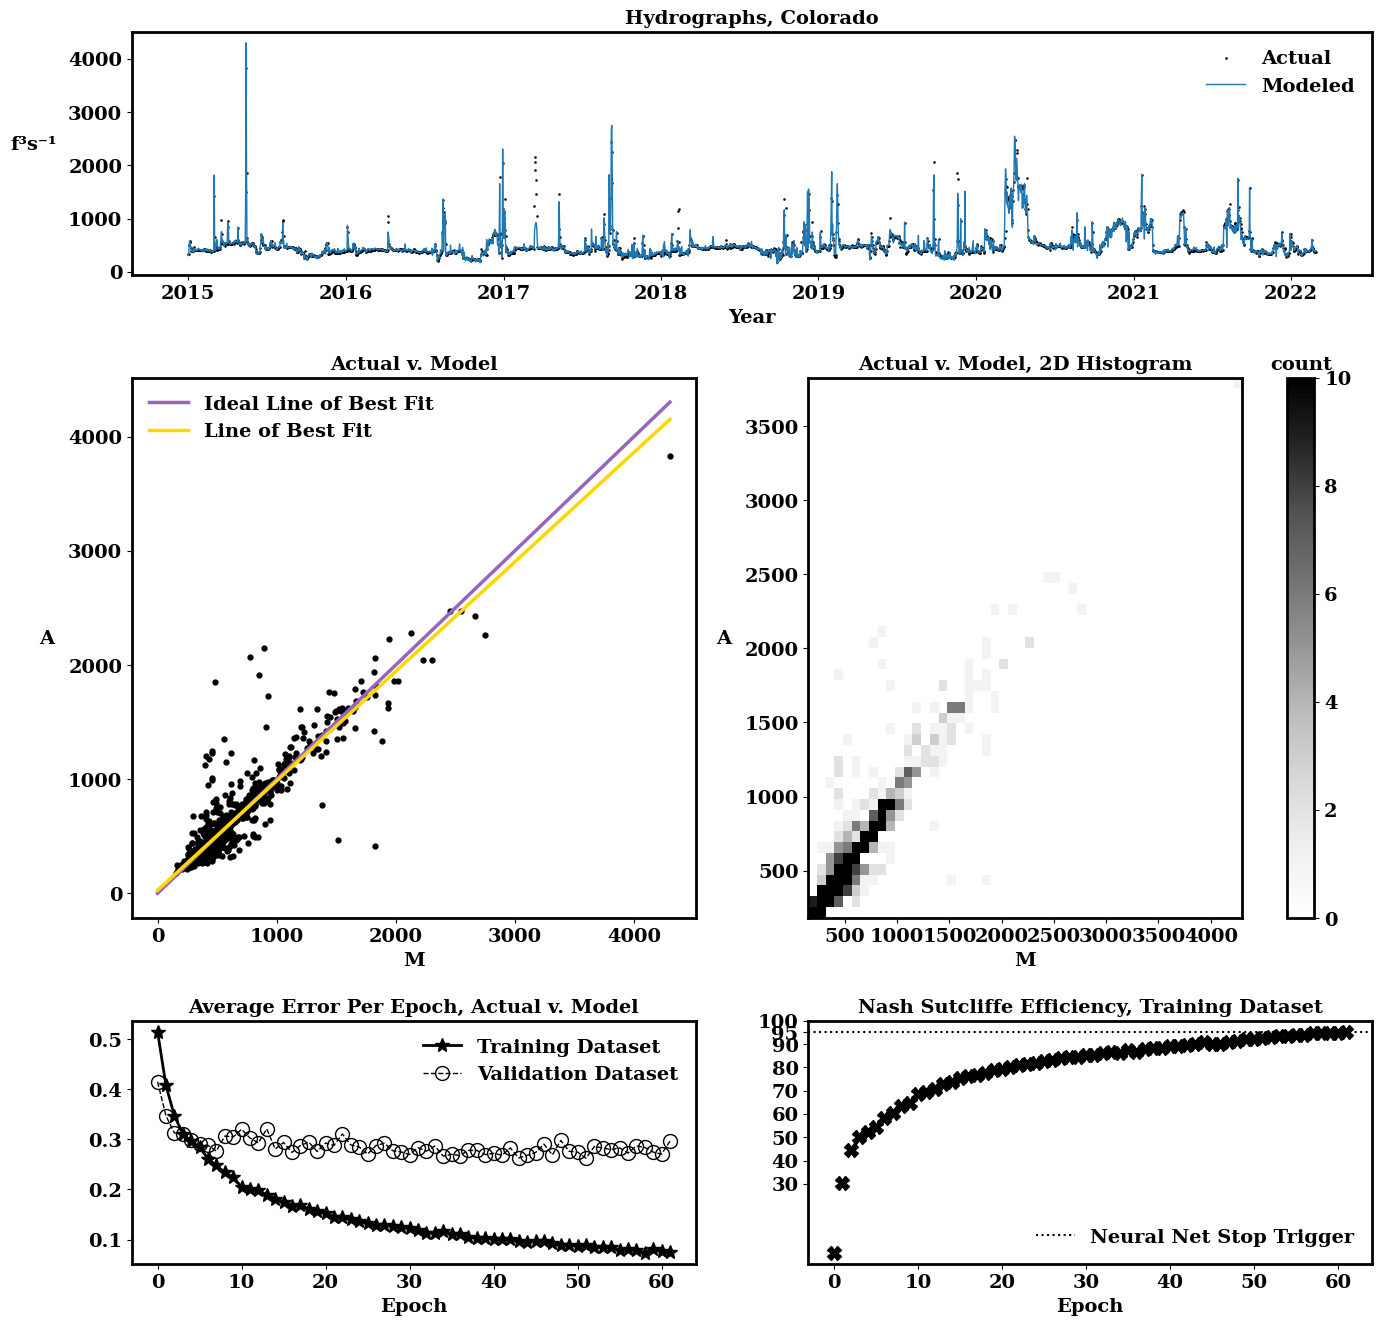 Hydrographs, Colorado
4000
3000
2000
1000
0
f³s⁻¹
Actual
Modeled
2015 2016 2017 2018 2019 2020 2021 2022
Year
Actual v. Model
4000
3000
2000
1000
0
A
Ideal Line of Best Fit
Line of Best Fit
0 1000 2000 3000 4000
M
Actual v. Model, 2D Histogram
3500
3000
2500
2000
1500
1000
500
A
500 1000 1500 2000 2500 3000 3500 4000
M
count
10
8
6
4
2
0
Average Error Per Epoch, Actual v. Model
0.5
0.4
0.3
0.2
0.1
Training Dataset
Validation Dataset
0 10 20 30 40 50 60
Epoch
Nash Sutcliffe Efficiency, Training Dataset
100
95
90
80
70
60
50
40
30
Neural Net Stop Trigger
0 10 20 30 40 50 60
Epoch